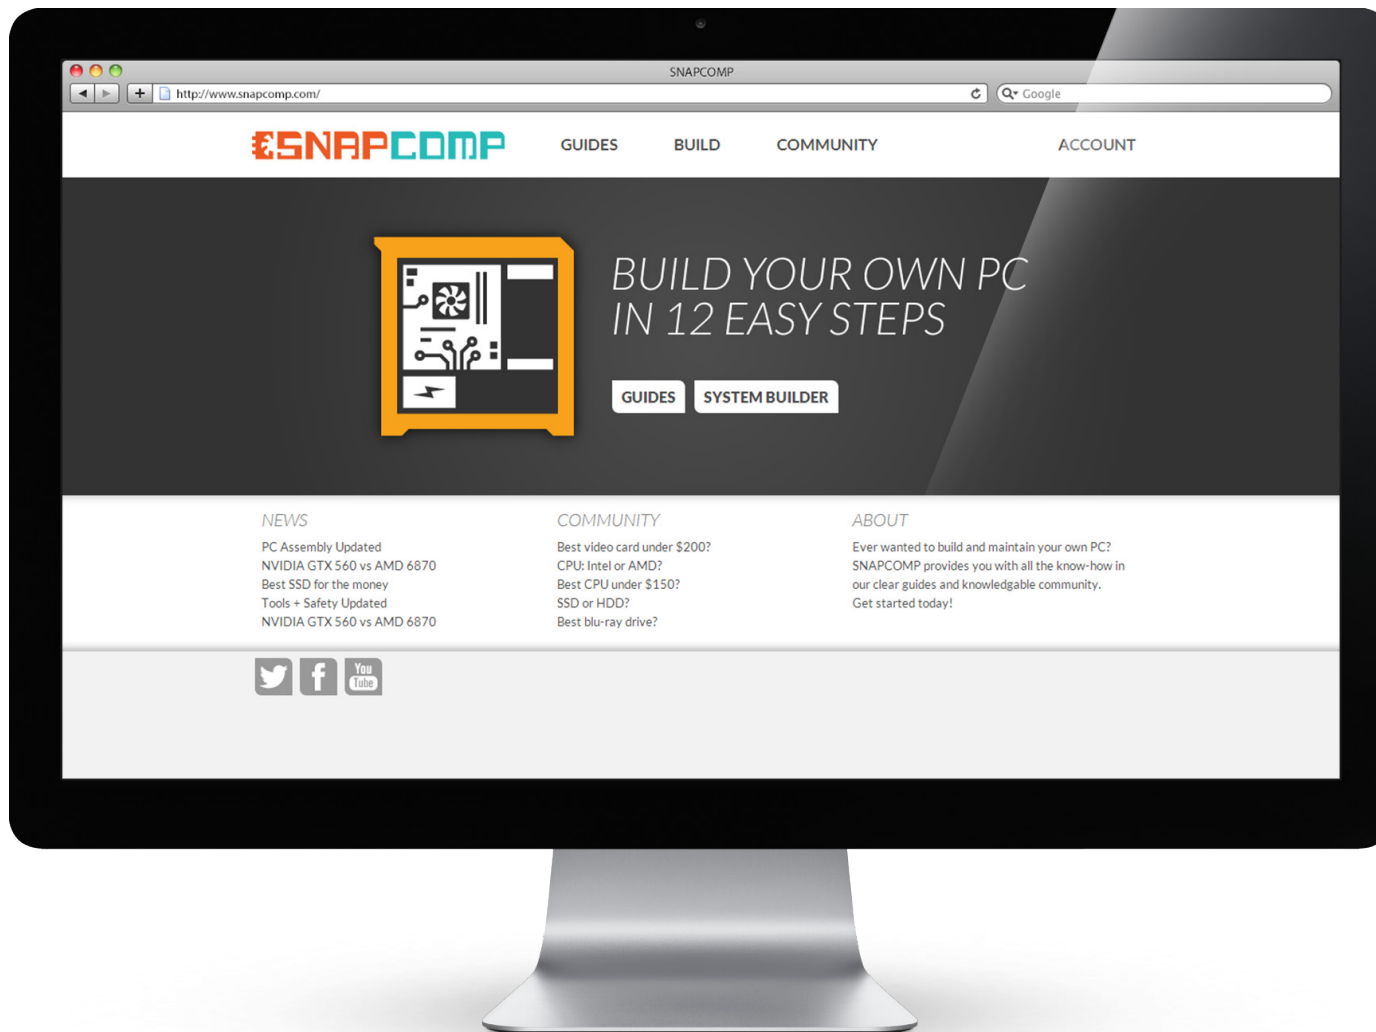 SNAPCOMP
http://www.snapcomp.com/
Google
SNAPCOMP
GUIDES
BUILD
COMMUNITY
ACCOUNT
BUILD YOUR OWN PC
IN 12 EASY STEPS
GUIDES
SYSTEM BUILDER
NEWS
PC Assembly Updated
NVIDIA GTX 560 vs AMD 6870
Best SSD for the money
Tools + Safety Updated
NVIDIA GTX 560 vs AMD 6870
COMMUNITY
Best video card under $200?
CPU: Intel or AMD?
Best CPU under $150?
SSD or HDD?
Best blu-ray drive?
ABOUT
Ever wanted to build and maintain your own PC?
SNAPCOMP provides you with all the know-how in
our clear guides and knowledgable community.
Get started today!
You
Tube